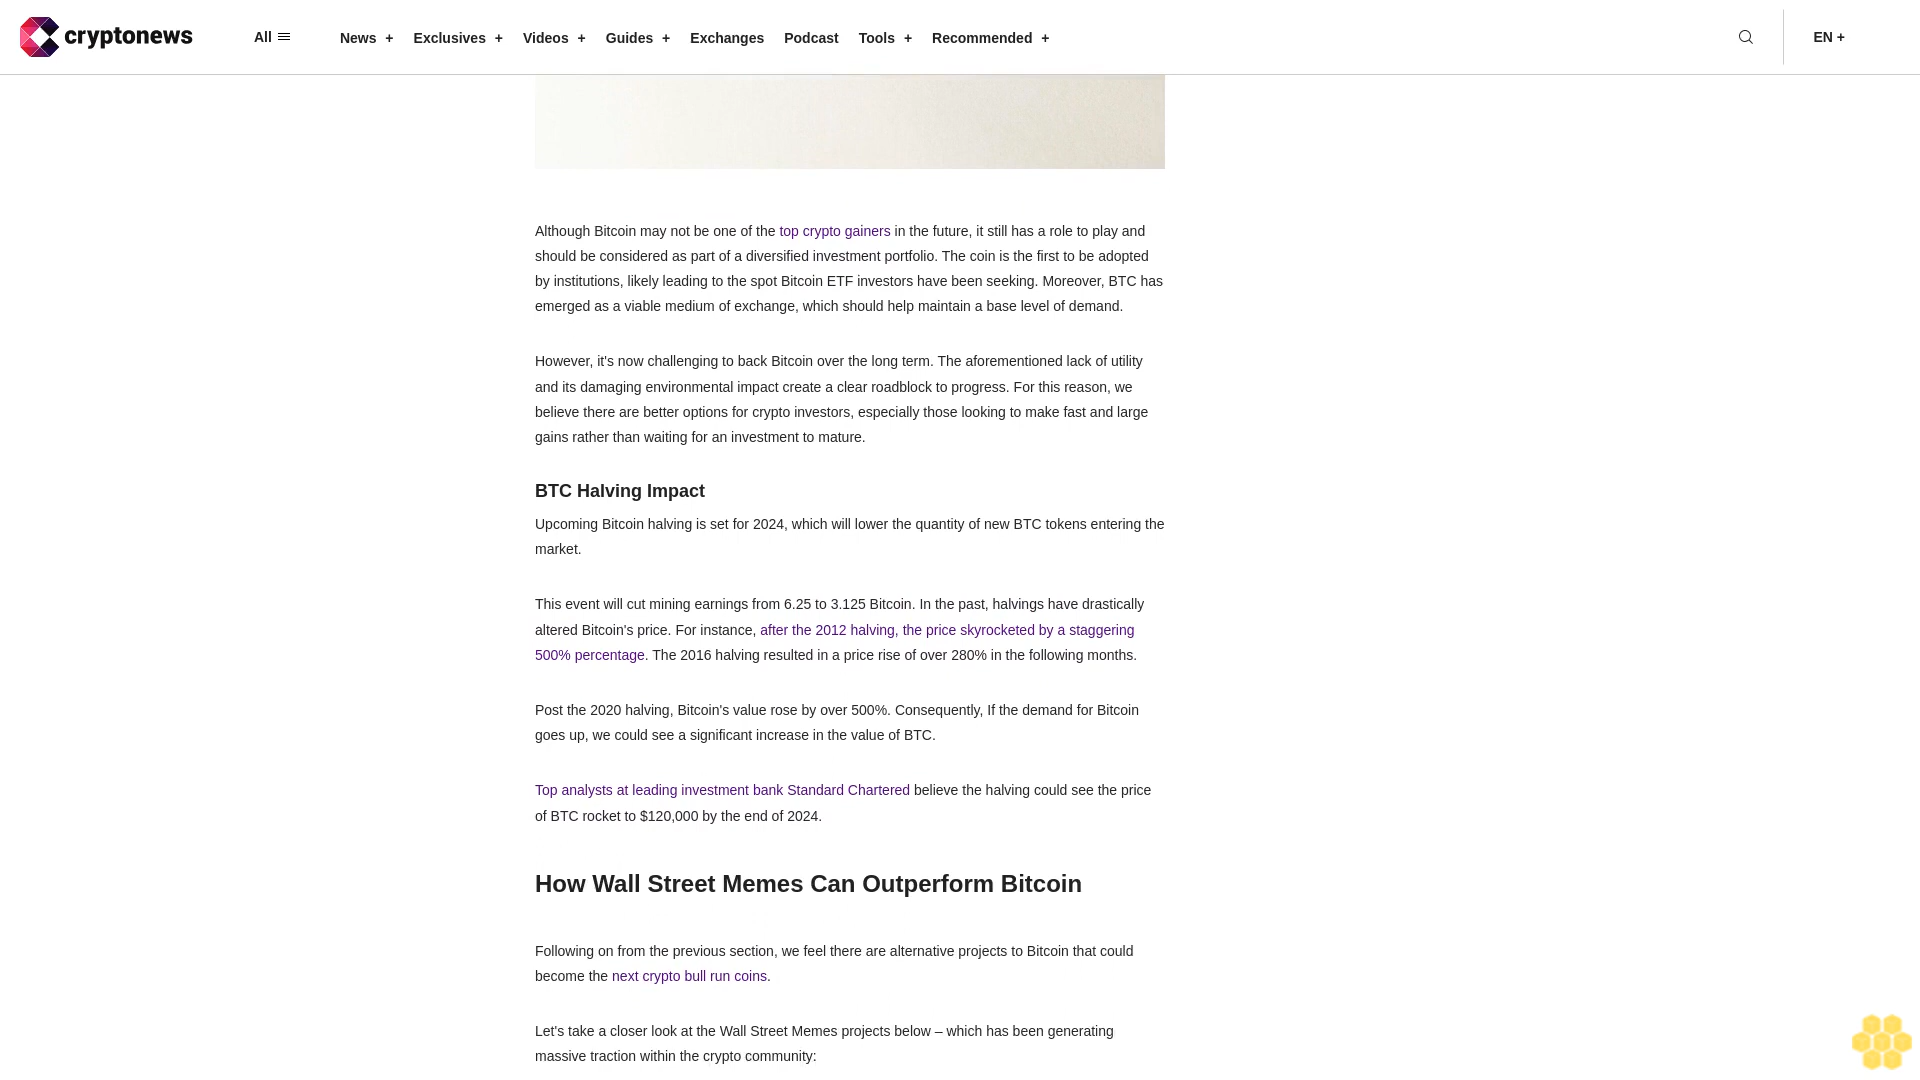 cryptonews
All
News +
Exclusives +
Videos +
Guides +
Exchanges
Podcast
Tools +
Recommended +
EN +
Although Bitcoin may not be one of the top crypto gainers in the future, it still has a role to play and
should be considered as part of a diversified investment portfolio. The coin is the first to be adopted
by institutions, likely leading to the spot Bitcoin ETF investors have been seeking. Moreover, BTC has
emerged as a viable medium of exchange, which should help maintain a base level of demand.
However, it's now challenging to back Bitcoin over the long term. The aforementioned lack of utility
and its damaging environmental impact create a clear roadblock to progress. For this reason, we
believe there are better options for crypto investors, especially those looking to make fast and large
gains rather than waiting for an investment to mature.
BTC Halving Impact
Upcoming Bitcoin halving is set for 2024, which will lower the quantity of new BTC tokens entering the
market.
This event will cut mining earnings from 6.25 to 3.125 Bitcoin. In the past, halvings have drastically
altered Bitcoin's price. For instance, after the 2012 halving, the price skyrocketed by a staggering
500% percentage. The 2016 halving resulted in a price rise of over 280% in the following months.
Post the 2020 halving, Bitcoin's value rose by over 500%. Consequently, If the demand for Bitcoin
goes up, we could see a significant increase in the value of BTC.
Top analysts at leading investment bank Standard Chartered believe the halving could see the price
of BTC rocket to $120,000 by the end of 2024.
How Wall Street Memes Can Outperform Bitcoin
Following on from the previous section, we feel there are alternative projects to Bitcoin that could
become the next crypto bull run coins.
Let's take a closer look at the Wall Street Memes projects below – which has been generating
massive traction within the crypto community: